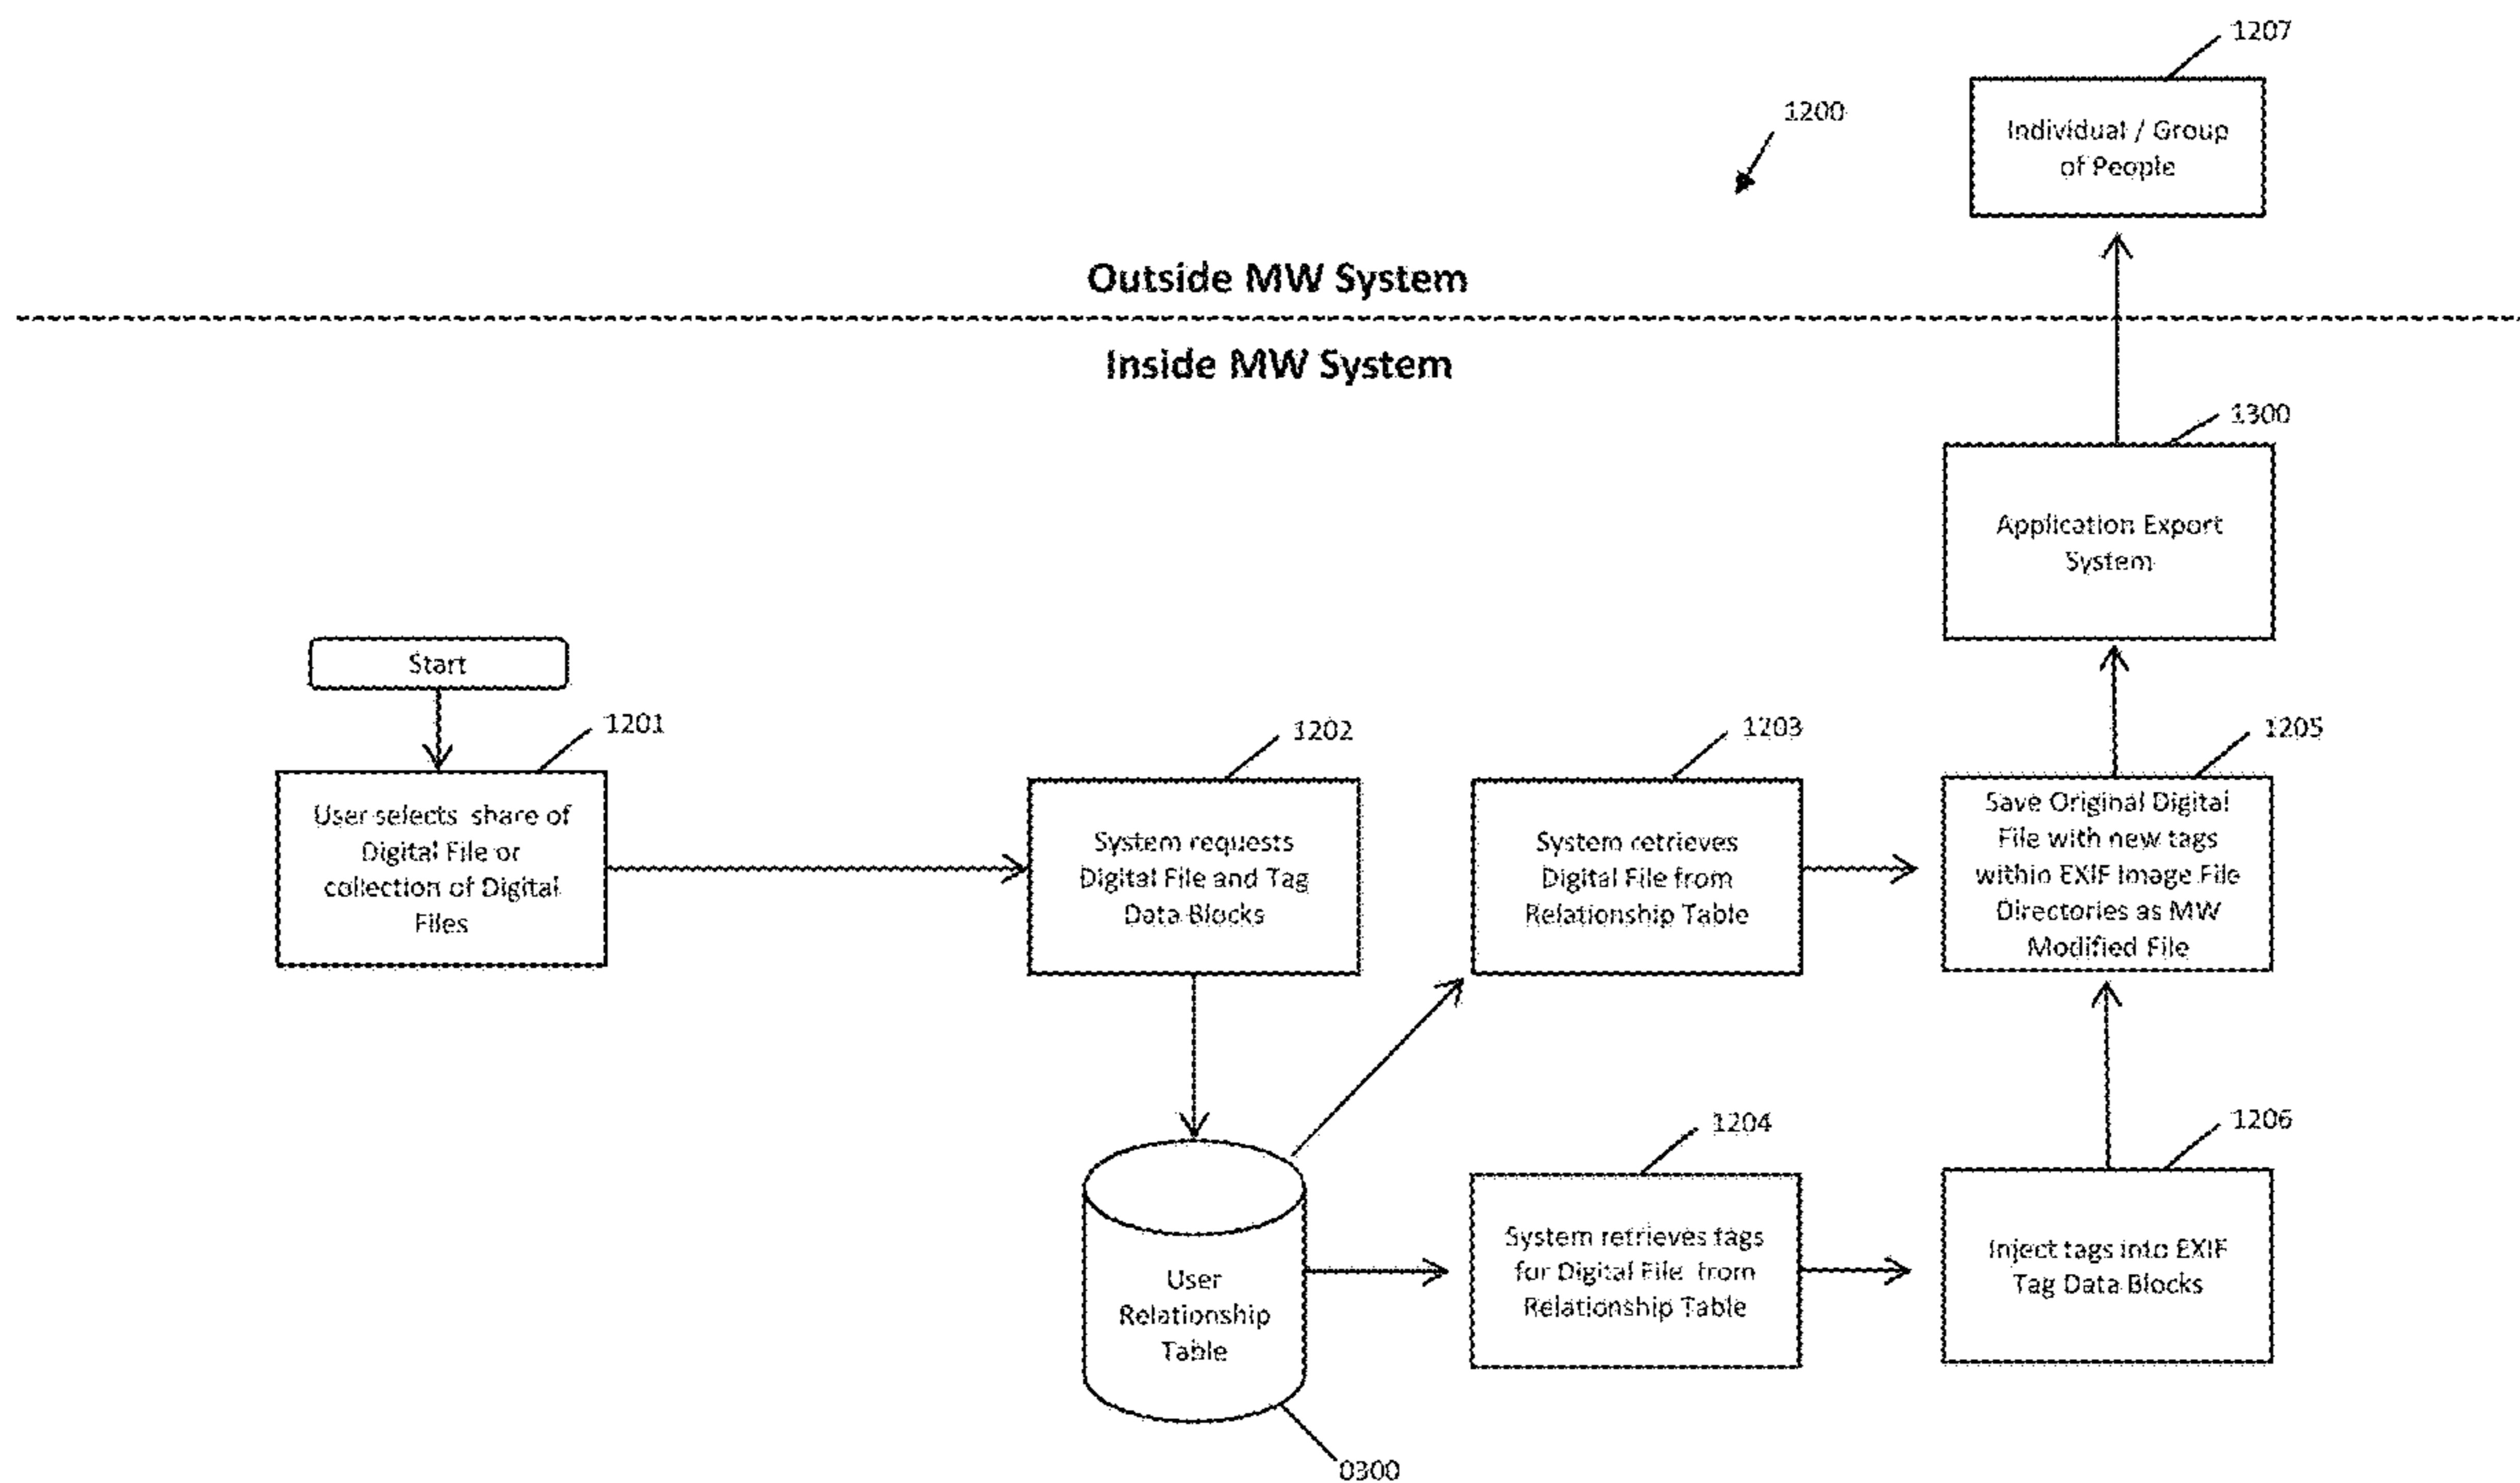 1207
Individual / Group
of People
1200
Outside MW System
Inside MW System
1300
Application Export
System
Start
1201
User selects share of
Digital File or
collection of Digital
Files
1202
System requests
Digital File and Tag
Data Blocks
1203
System retrieves
Digital File from
Relationship Table
1205
Save Original Digital
File with new tags
within EXIF Image File
Directories as MW
Modified File
User
Relationship
Table
0300
1204
System retrieves tags
for Digital File from
Relationship Table
1206
Inject tags into EXIF
Tag Data Blocks